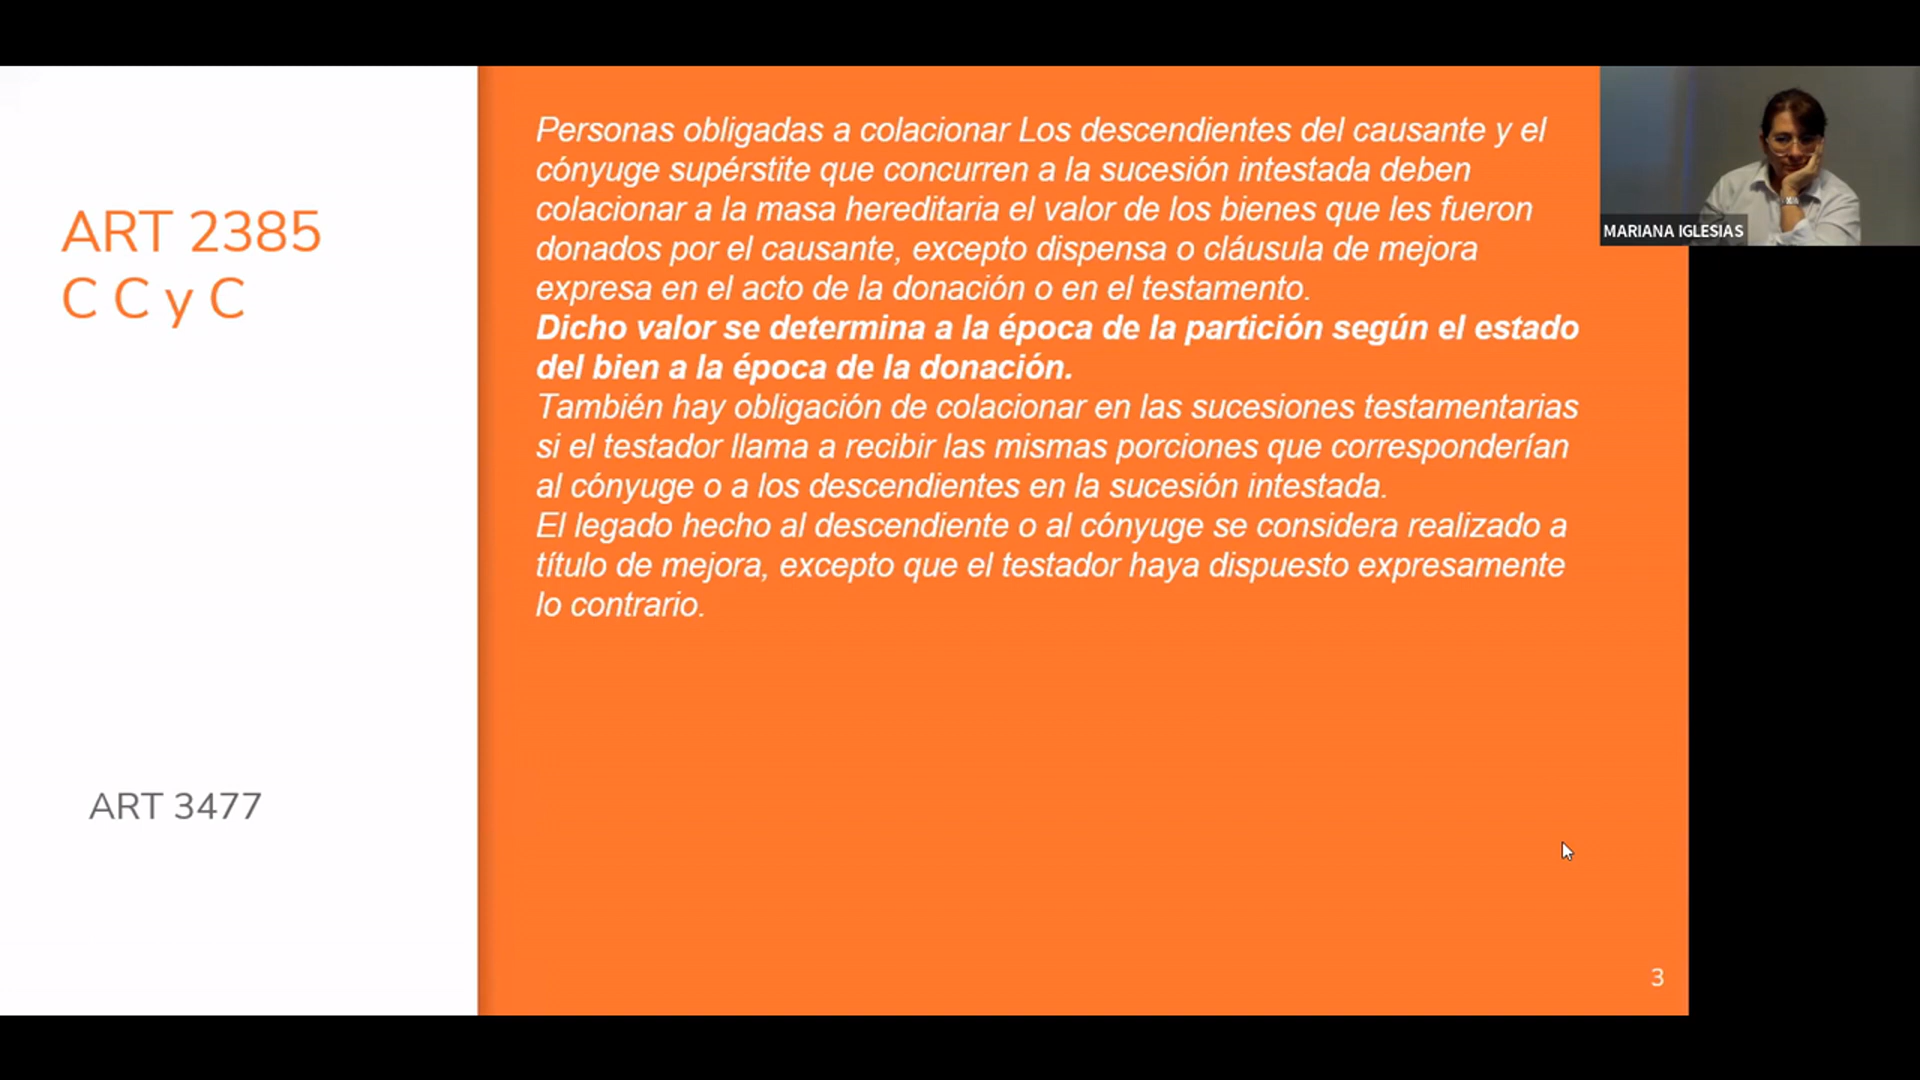 ART 2385
C C y C
ART 3477
Personas obligadas a colacionar Los descendientes del causante y el
cónyuge supérstite que concurren a la sucesión intestada deben
colacionar a la masa hereditaria el valor de los bienes que les fueron
donados por el causante, excepto dispensa o cláusula de mejora
expresa en el acto de la donación o en el testamento.
Dicho valor se determina a la época de la partición según el estado
del bien a la época de la donación.
También hay obligación de colacionar en las sucesiones testamentarias
si el testador llama a recibir las mismas porciones que corresponderían
al cónyuge o a los descendientes en la sucesión intestada.
El legado hecho al descendiente o al cónyuge se considera realizado a
título de mejora, excepto que el testador haya dispuesto expresamente
lo contrario.
3
MARIANA IGLESIAS